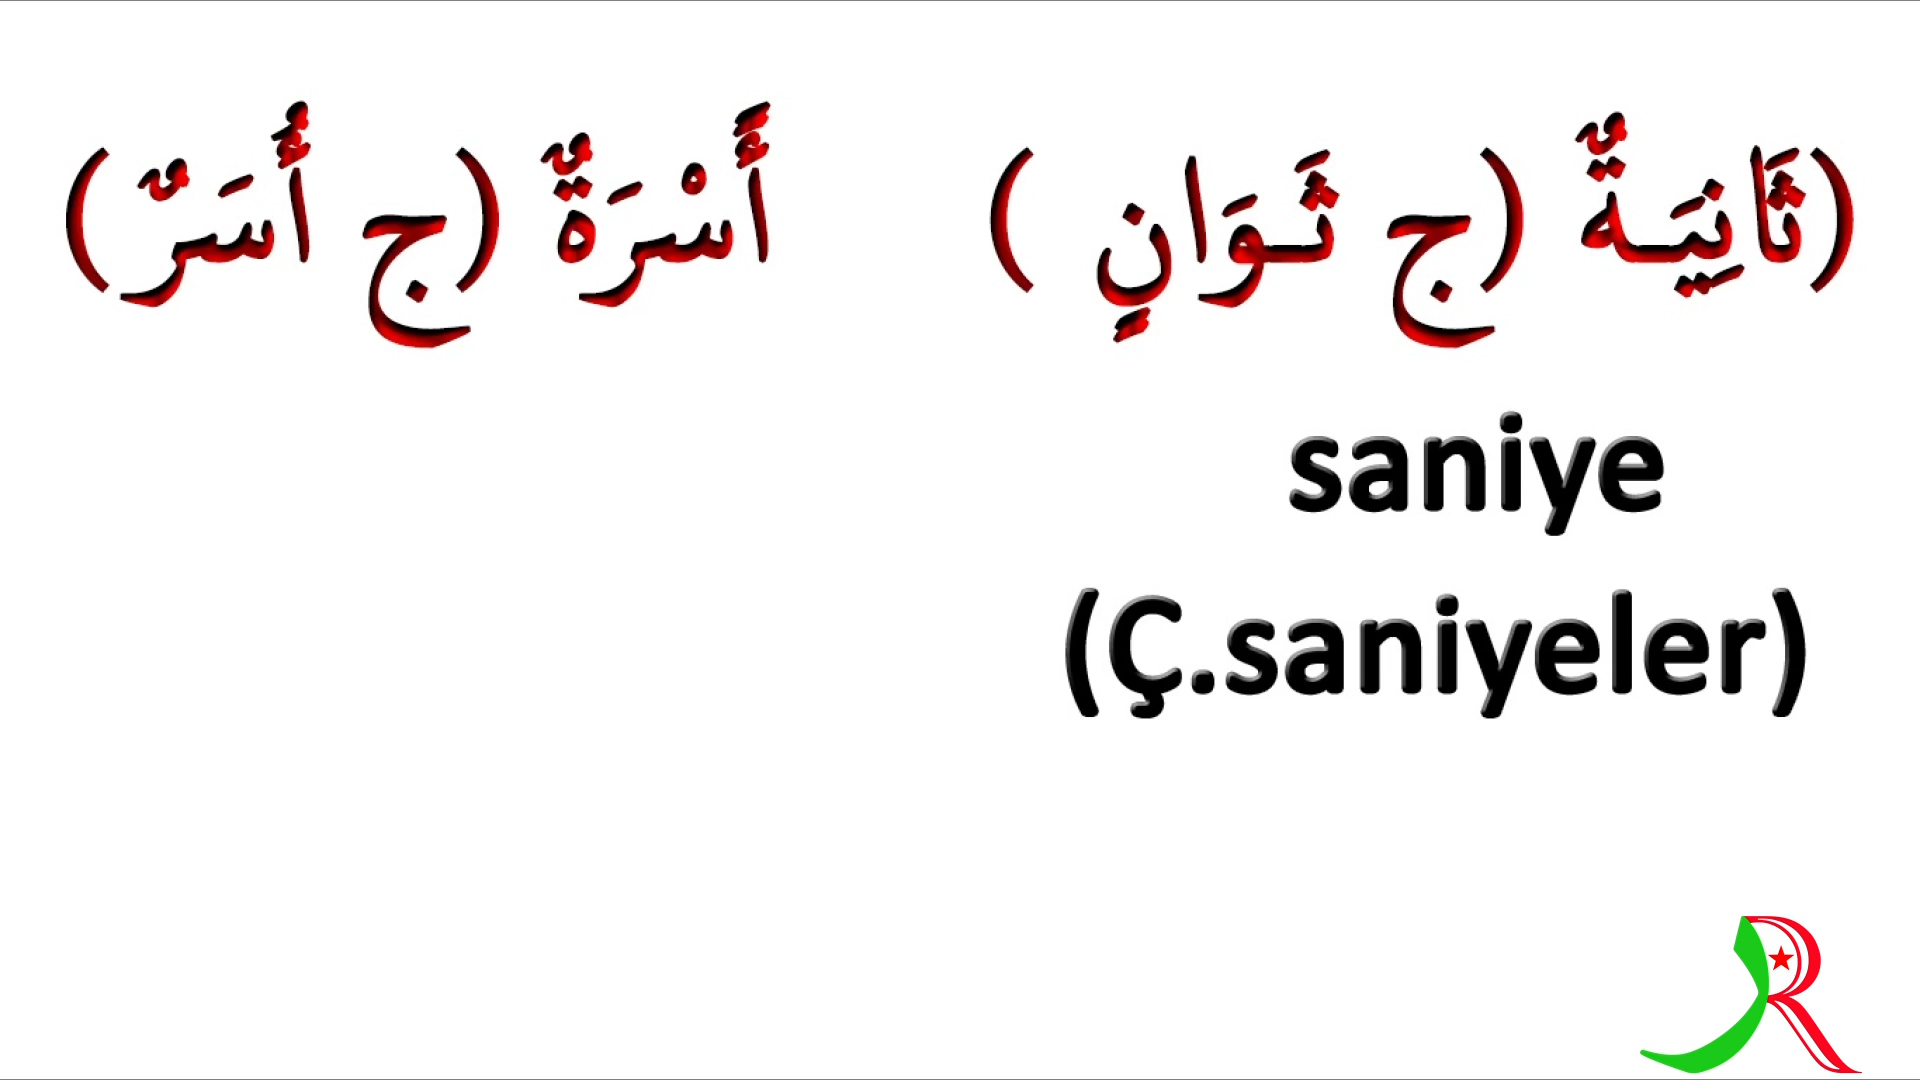 (ثَانِيَـةٌ (ج ثَـوَانٍ )
أًَسْرَةٌ (ج أُسَرٌ)
saniye
(Ç.saniyeler)